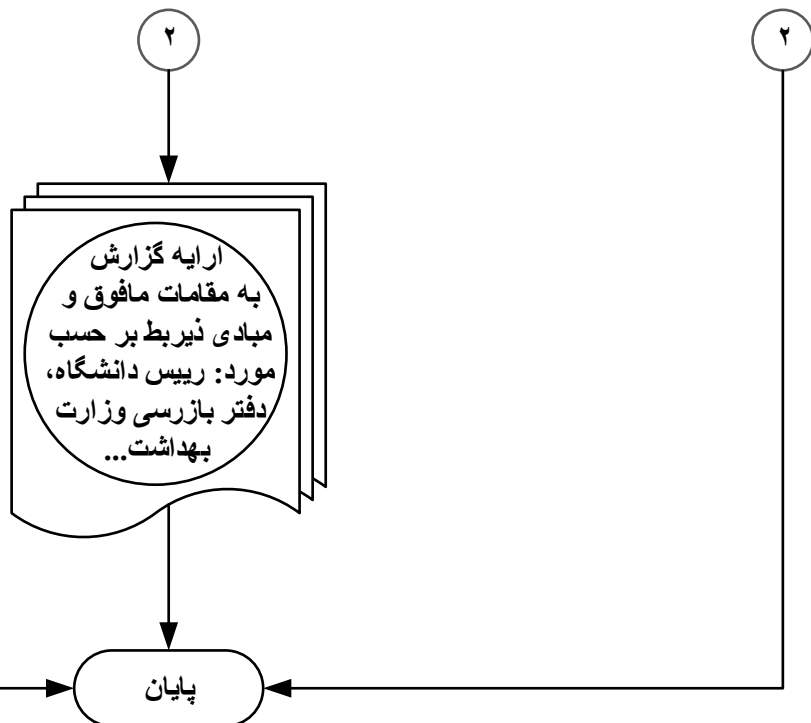 ۲
۲
ارایه گزارش
به مقامات مافوق و
مبادی ذیربط بر حسب
مورد: رییس دانشگاه،
دفتر بازرسی وزارت
بهداشت...
پایان